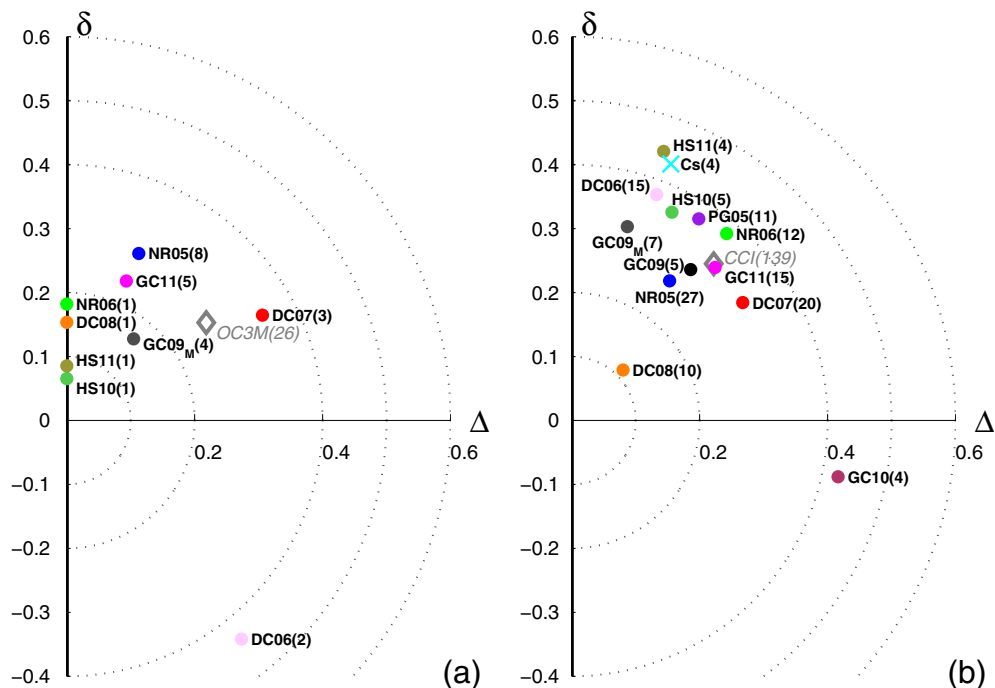 δ
0.6
0.5
0.4
0.3
0.2
0.1
0
−0.1
−0.2
−0.3
−0.4
0.2
0.4
0.6
Δ
NR05(8)
GC11(5)
NR06(1)
DC08(1)
DC07(3)
OC3M(26)
GC09M(4)
HS11(1)
HS10(1)
DC06(2)
(a)
δ
0.6
0.5
0.4
0.3
0.2
0.1
0
−0.1
−0.2
−0.3
−0.4
0.2
0.4
0.6
Δ
HS11(4)
Cs(4)
DC06(15)
HS10(5)
PG05(11)
NR06(12)
GC09M(7)
CCI(139)
GC09(5)
GC11(15)
NR05(27)
DC07(20)
DC08(10)
GC10(4)
(b)